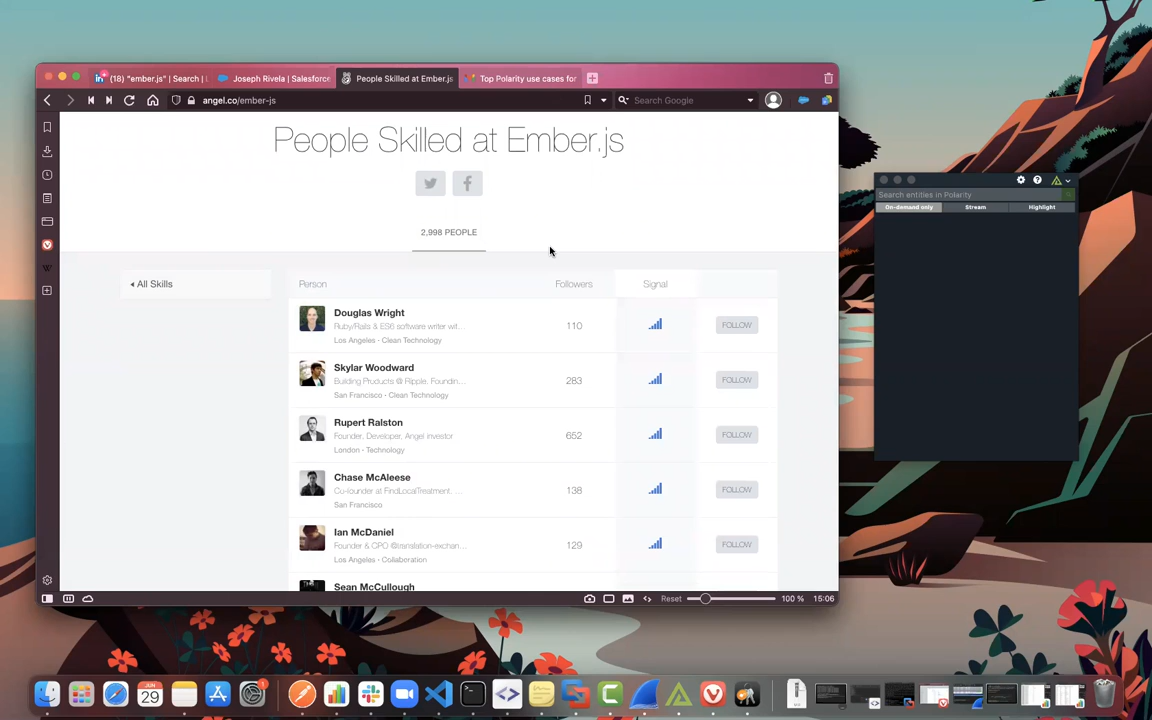 (18) "ember.js" | Search |
Joseph Rivela | Salesforce
People Skilled at Ember.js
Top Polarity use cases for
angel.co/ember-js
Search Google
People Skilled at Ember.js
2,998 PEOPLE
All Skills
Person
Followers
Signal
Douglas Wright
Ruby/Rails & ES6 software writer wit...
Los Angeles · Clean Technology
110
FOLLOW
Skylar Woodward
Building Products @ Ripple. Foundin...
San Francisco · Clean Technology
283
FOLLOW
Rupert Ralston
Founder, Developer, Angel investor
London · Technology
652
FOLLOW
Chase McAleese
Co-founder at FindLocalTreatment. ...
San Francisco
138
FOLLOW
Ian McDaniel
Founder & CPO @translation-exchan...
Los Angeles · Collaboration
129
FOLLOW
Sean McCullough
Reset
100 %
15:06
Search entities in Polarity
On-demand only
Stream
Highlight
JUN
29
1